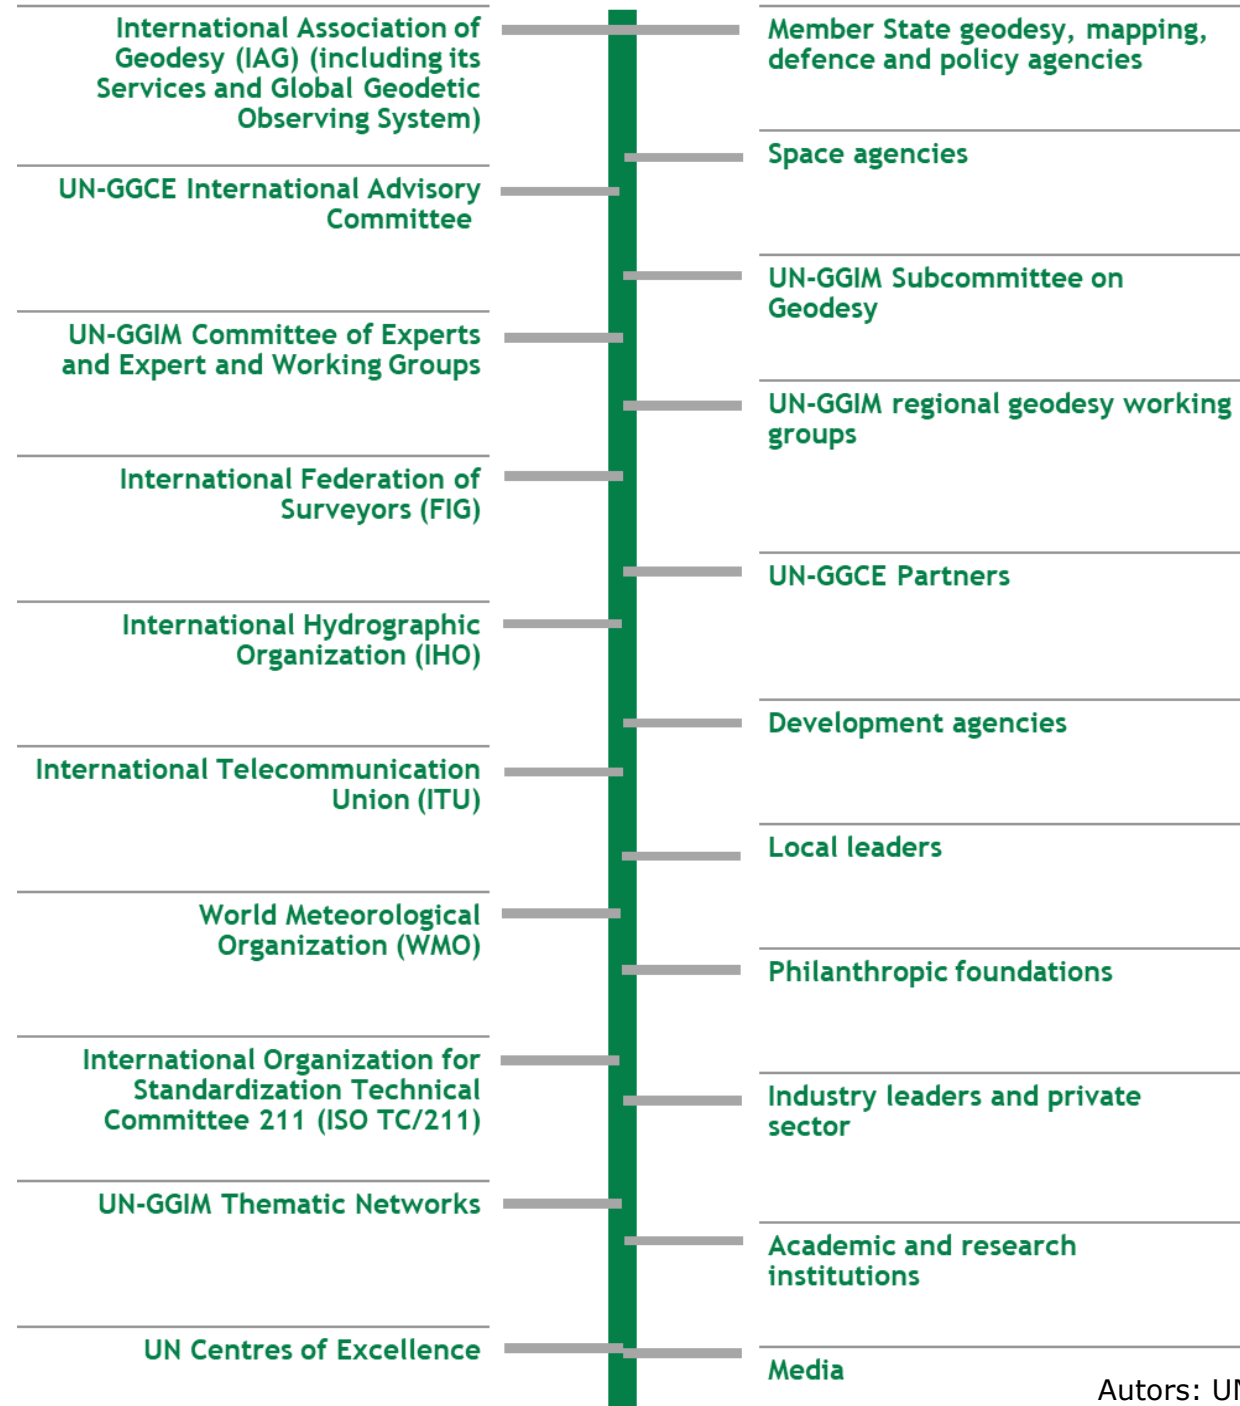 International Association of
Geodesy (IAG) (including its
Services and Global Geodetic
Observing System)
UN-GGCE International Advisory
Committee
UN-GGIM Committee of Experts
and Expert and Working Groups
International Federation of
Surveyors (FIG)
International Hydrographic
Organization (IHO)
International Telecommunication
Union (ITU)
World Meteorological
Organization (WMO)
International Organization for
Standardization Technical
Committee 211 (ISO TC/211)
UN-GGIM Thematic Networks
UN Centres of Excellence
Member State geodesy, mapping,
defence and policy agencies
Space agencies
UN-GGIM Subcommittee on
Geodesy
UN-GGIM regional geodesy working
groups
UN-GGCE Partners
Development agencies
Local leaders
Philanthropic foundations
Industry leaders and private
sector
Academic and research
institutions
Media
Autors: